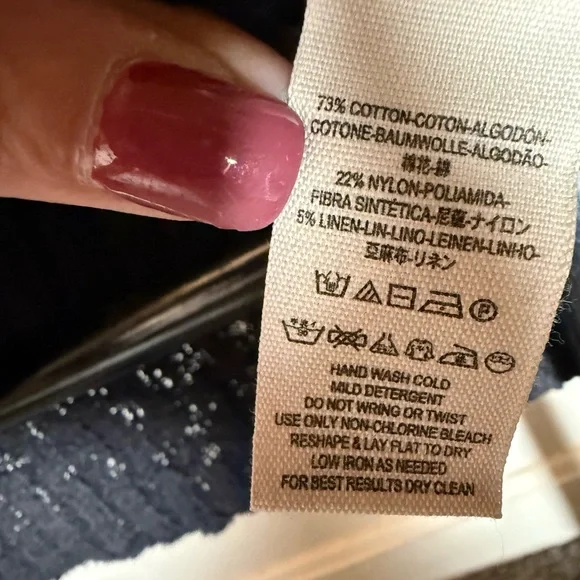 73% COTTON-COTON-ALGODÓN-
COTONE-BAUMWOLLE-ALGODÃO-
棉花-綿
22% NYLON-POLIAMIDA-
FIBRA SINTÉTICA-尼龍-ナイロン
5% LINEN-LIN-LINO-LEINEN-LINHO-
亞麻布-リネン
HAND WASH COLD
MILD DETERGENT
DO NOT WRING OR TWIST
USE ONLY NON-CHLORINE BLEACH
RESHAPE & LAY FLAT TO DRY
LOW IRON AS NEEDED
FOR BEST RESULTS DRY CLEAN